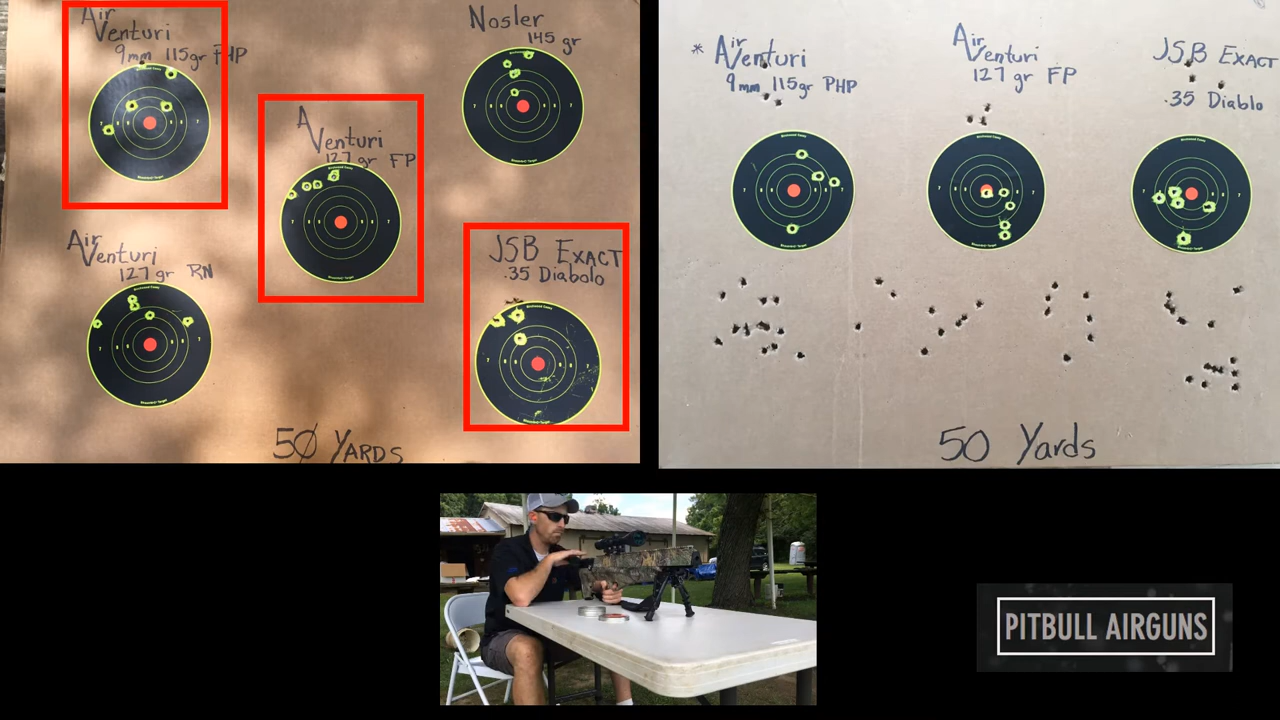 Air
Venturi
9mm 115gr PHP
Nosler
145 gr
A
Venturi
127 gr FP
Air
Venturi
127 gr RN
JSB EXACT
.35 Diabolo
50 YARDS
* Air
Venturi
9mm 115gr PHP
Air
Venturi
127 gr FP
JSB EXACT
.35 Diablo
50 Yards
PITBULL AIRGUNS